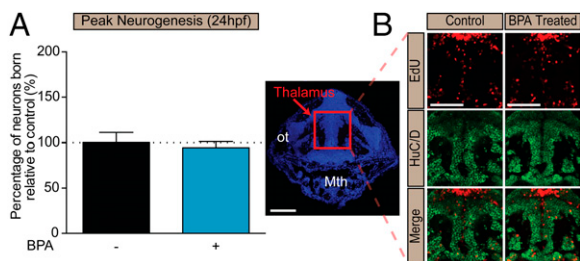 A
Peak Neurogenesis (24hpf)
Percentage of neurons born
relative to control (%)
200
150
100
50
0
BPA
-
+
Thalamus
ot
Mth
B
Control
BPA Treated
EdU
HuC/D
Merge